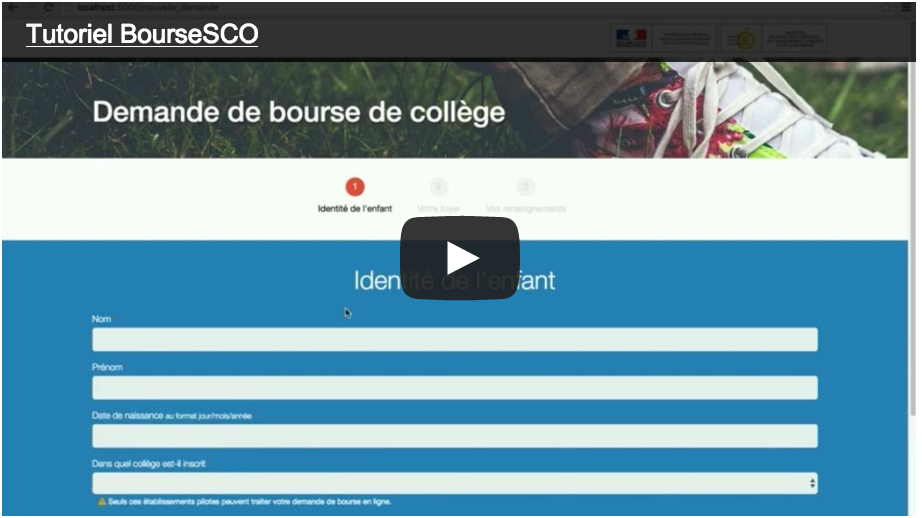 localhost:5000/nouvelle_demande
Tutoriel BourseSCO
Demande de bourse de collège
1 2 3
Identité de l'enfant Votre foyer Vos renseignements
Identité de l'enfant
Nom
Prénom
Date de naissance au format jour/mois/année
Dans quel collège est-il inscrit
Seuls ces établissements pilotes peuvent traiter votre demande de bourse en ligne.